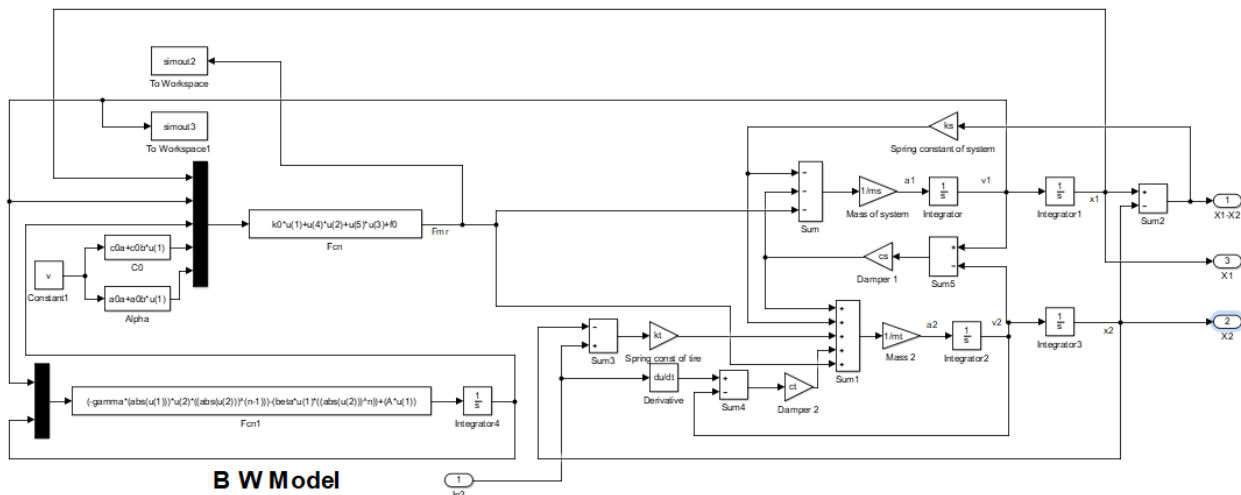 simout2
To Workspace
simout3
To Workspace1
ks
Spring constant of system
1/ms
Mass of system
a1
1
s
Integrator
v1
1
s
Integrator1
x1
+
−
Sum2
1
X1-X2
−
−
−
Sum
k0*u(1)+u(4)*u(2)+u(5)*u(3)+f0
Fcn
Fmr
c0a+c0b*u(1)
C0
v
Constant1
a0a+a0b*u(1)
Alpha
cs
Damper 1
+
−
Sum5
3
X1
−
+
Sum3
kt
Spring const of tire
+
+
+
+
+
Sum1
1/mt
Mass 2
a2
1
s
Integrator2
v2
1
s
Integrator3
x2
2
X2
du/dt
Derivative
+
−
Sum4
ct
Damper 2
(-gamma*(abs(u(1)))*u(2)*((abs(u(2)))^(n-1)))-(beta*u(1)*((abs(u(2)))^n))+(A*u(1))
Fcn1
1
s
Integrator4
B W Model
1